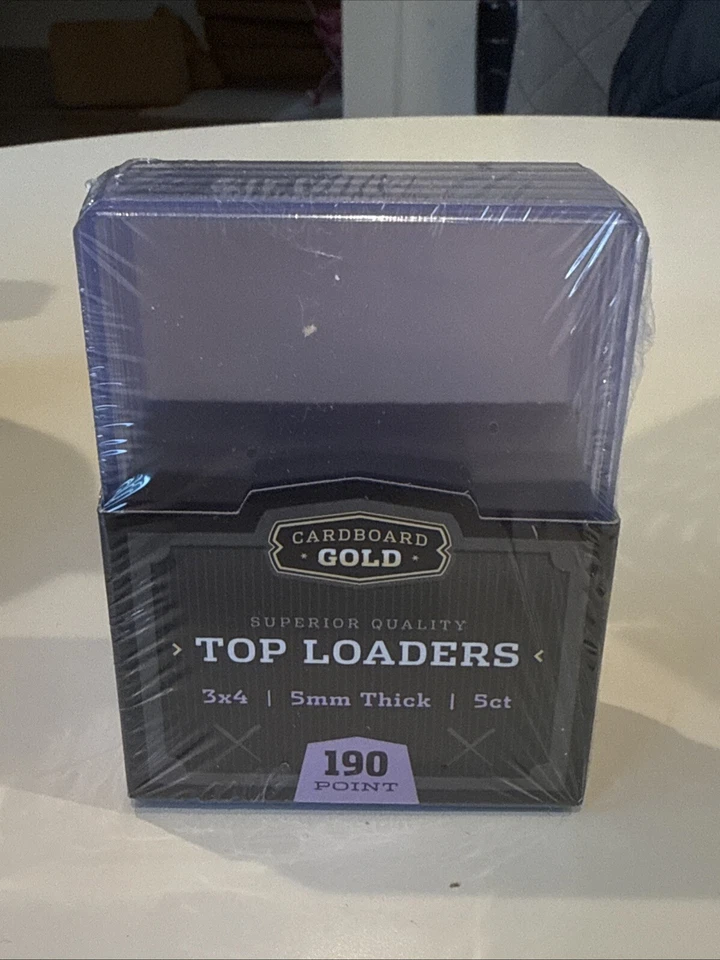 CARDBOARD
GOLD
SUPERIOR QUALITY
TOP LOADERS
3x4 | 5mm Thick | 5ct
190
POINT